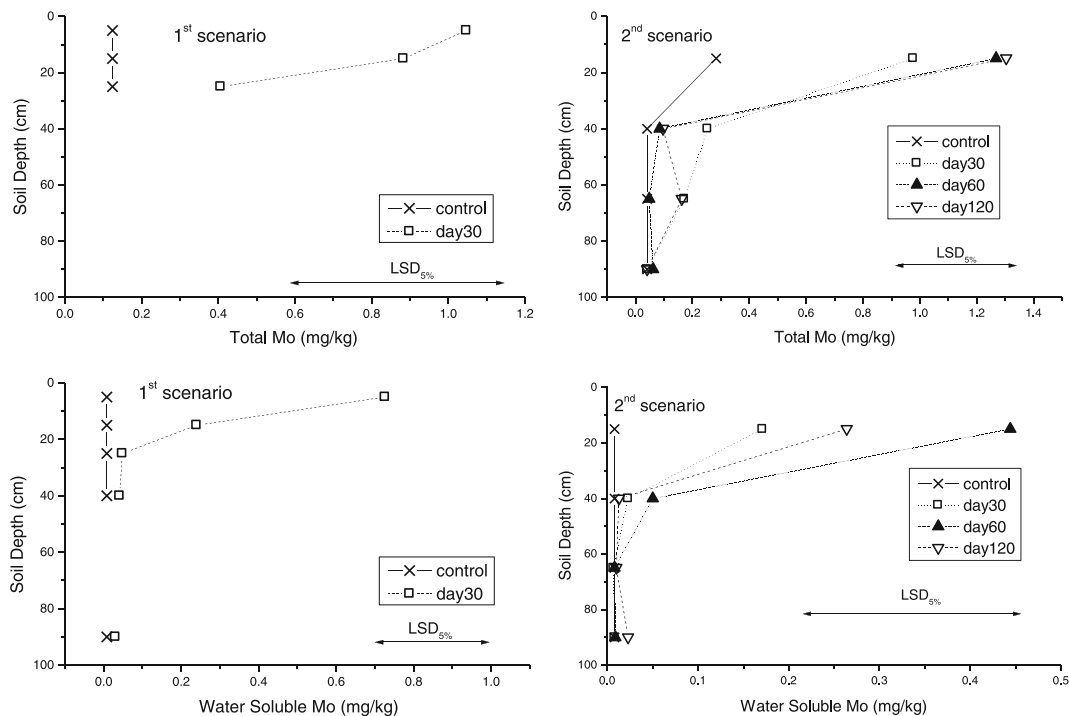 1st scenario
0
20
40
60
80
100
Soil Depth (cm)
control
day30
LSD5%
0.0 0.2 0.4 0.6 0.8 1.0 1.2
Total Mo (mg/kg)
2nd scenario
0
20
40
60
80
100
Soil Depth (cm)
control
day30
day60
day120
LSD5%
0.0 0.2 0.4 0.6 0.8 1.0 1.2 1.4
Total Mo (mg/kg)
1st scenario
0
20
40
60
80
100
Soil Depth (cm)
control
day30
LSD5%
0.0 0.2 0.4 0.6 0.8 1.0
Water Soluble Mo (mg/kg)
2nd scenario
0
20
40
60
80
100
Soil Depth (cm)
control
day30
day60
day120
LSD5%
0.0 0.1 0.2 0.3 0.4 0.5
Water Soluble Mo (mg/kg)